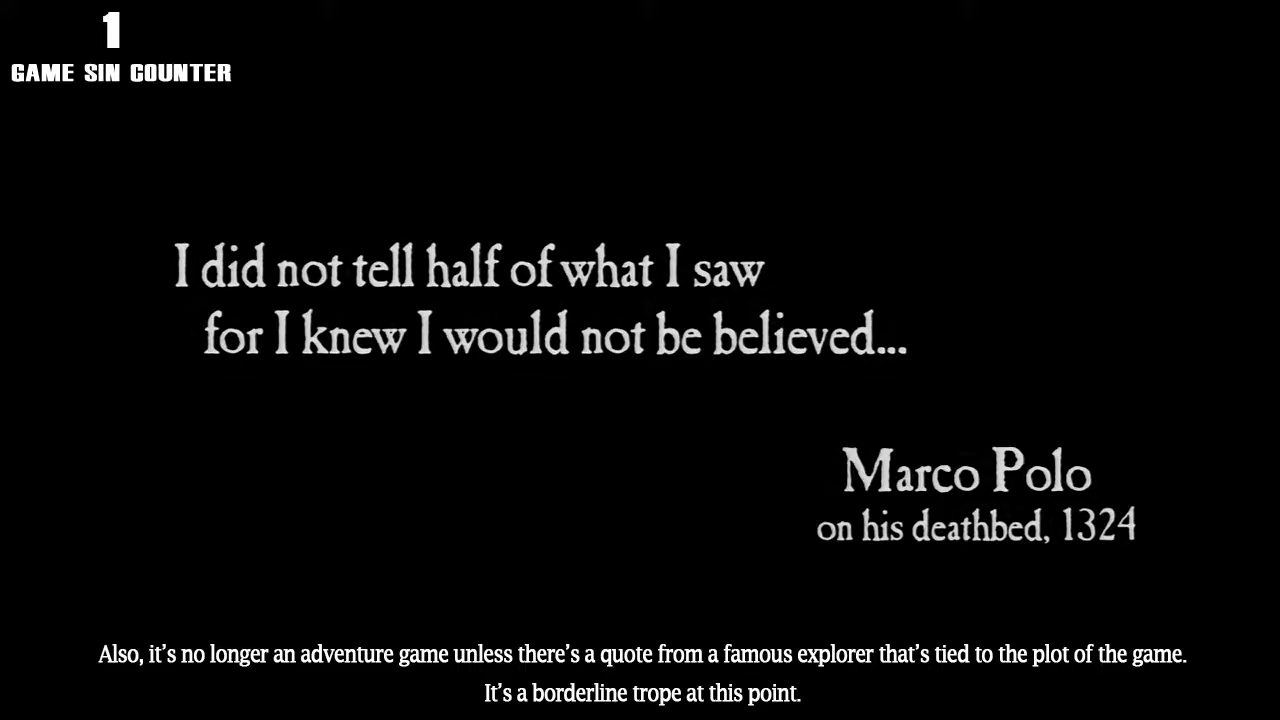 1
GAME SIN COUNTER
I did not tell half of what I saw
for I knew I would not be believed...
Marco Polo
on his deathbed, 1324
Also, it's no longer an adventure game unless there's a quote from a famous explorer that's tied to the plot of the game.
It's a borderline trope at this point.